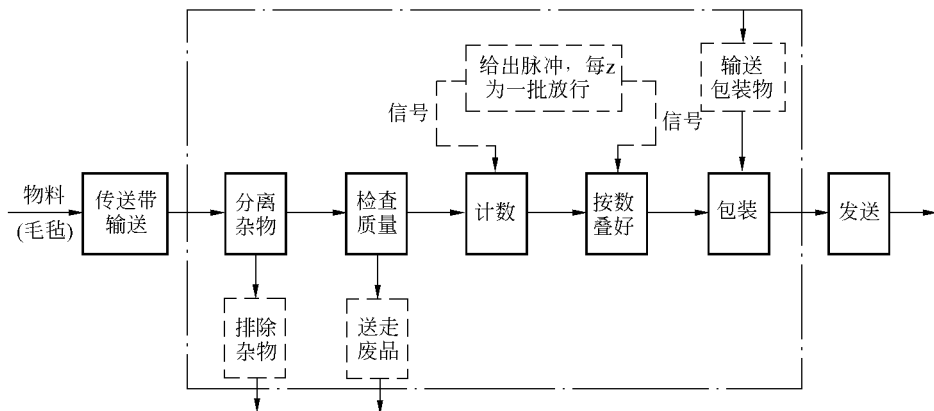 给出脉冲，每z
为一批放行
输送
包装物
信号
信号
物料
(毛毡)
传送带
输送
分离
杂物
检查
质量
计数
按数
叠好
包装
发送
排除
杂物
送走
废品